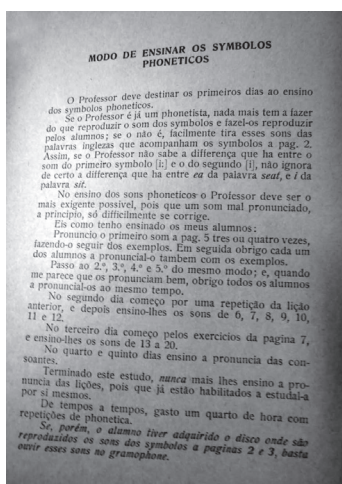 MODO DE ENSINAR OS SYMBOLOS
PHONETICOS
O Professor deve destinar os primeiros dias ao ensino
dos symbolos phoneticos.
Se o Professor é já um phonetista, nada mais tem a fazer
do que reproduzir o som dos symbolos e fazel-os reproduzir
pelos alumnos; se o não é, facilmente tira esses sons das
palavras inglezas que acompanham os symbolos a pag. 2.
Assim, se o Professor não sabe a differença que ha entre o
som do primeiro symbolo [i:] e o do segundo [i], não ignora
de certo a differença que ha entre ea da palavra seat, e i da
palavra sit.
No ensino dos sons phoneticos o Professor deve ser o
mais exigente possivel, pois que um som mal pronunciado,
a principio, só difficilmente se corrige.
Eis como tenho ensinado os meus alumnos:
Pronuncio o primeiro som a pag. 5 tres ou quatro vezes,
fazendo-o seguir dos exemplos. Em seguida obrigo cada um
dos alumnos a pronuncial-o tambem com os exemplos.
Passo ao 2.º, 3.º, 4.º e 5.º do mesmo modo; e, quando
me parece que os pronunciam bem, obrigo todos os alumnos
a pronuncial-os ao mesmo tempo.
No segundo dia começo por uma repetição da lição
anterior, e depois ensino-lhes os sons de 6, 7, 8, 9, 10,
11 e 12.
No terceiro dia começo pelos exercicios da pagina 7,
e ensino-lhes os sons de 13 a 20.
No quarto e quinto dias ensino a pronuncia das con-
soantes.
Terminado este estudo, nunca mais lhes ensino a pro-
nuncia das lições, pois que já estão habilitados a estudal-a
por si mesmos.
De tempos a tempos, gasto um quarto de hora com
repetições de phonetica.
Se, porém, o alumno tiver adquirido o disco onde são
reproduzidos os sons dos symbolos a paginas 2 e 3, basta
ouvir esses sons no gramophone.